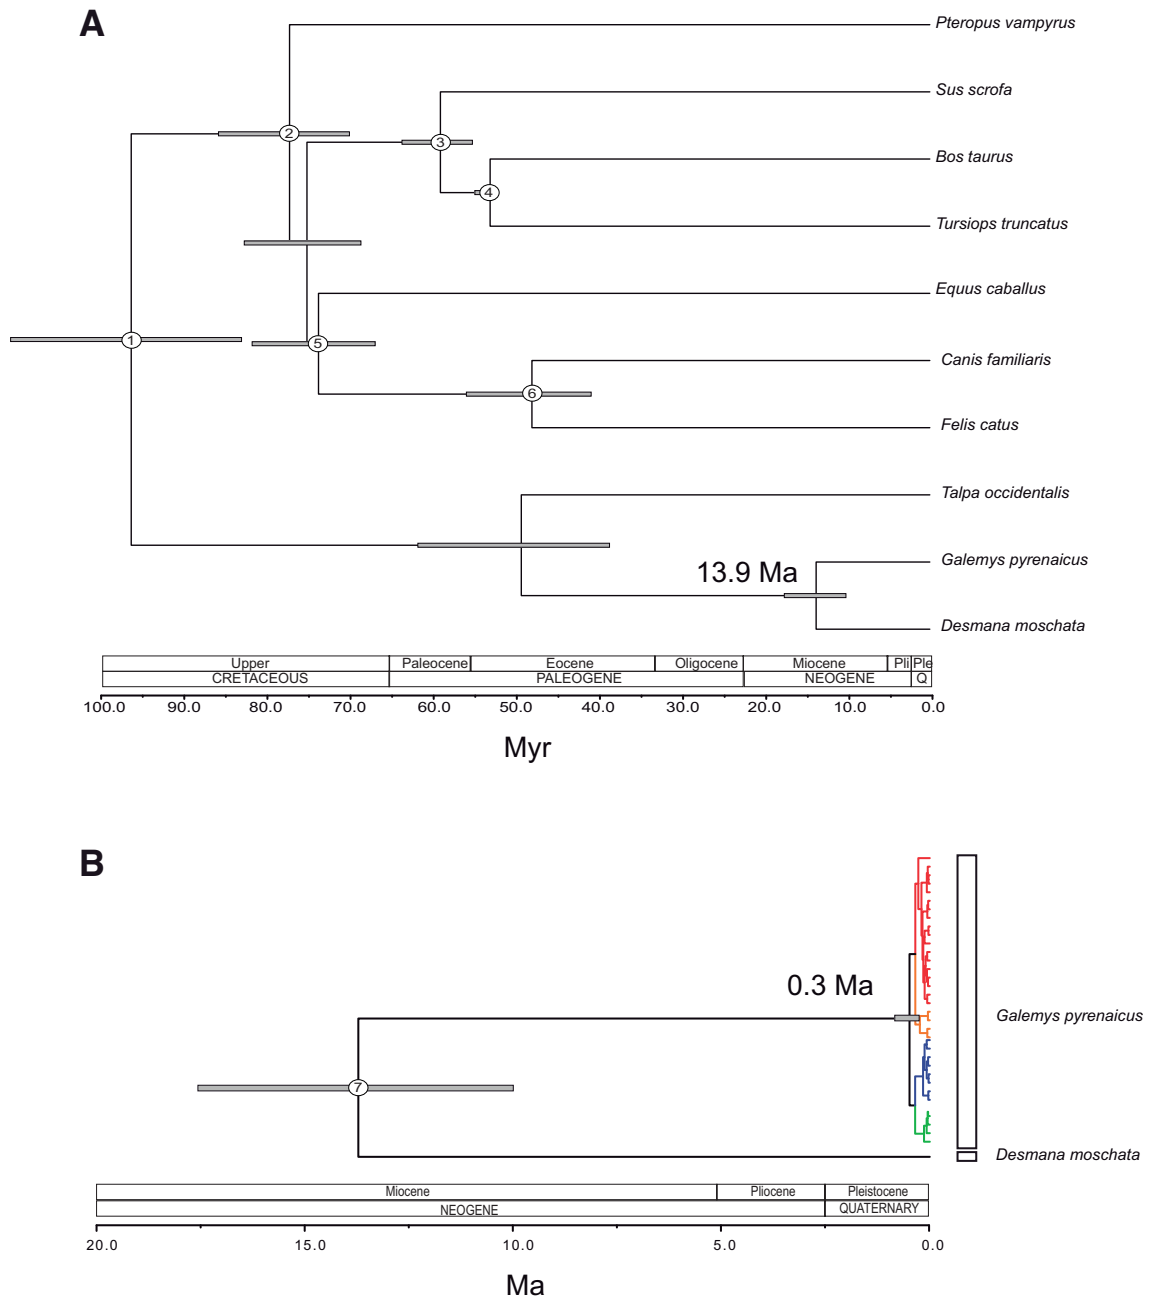 A
Pteropus vampyrus
Sus scrofa
2
3
Bos taurus
4
Tursiops truncatus
Equus caballus
1
5
Canis familiaris
6
Felis catus
Talpa occidentalis
13.9 Ma
Galemys pyrenaicus
Desmana moschata
Upper Paleocene Eocene Oligocene Miocene Pli Ple
CRETACEOUS PALEOGENE NEOGENE Q
100.0 90.0 80.0 70.0 60.0 50.0 40.0 30.0 20.0 10.0 0.0
Myr
B
0.3 Ma
Galemys pyrenaicus
7
Desmana moschata
Miocene Pliocene Pleistocene
NEOGENE QUATERNARY
20.0 15.0 10.0 5.0 0.0
Ma